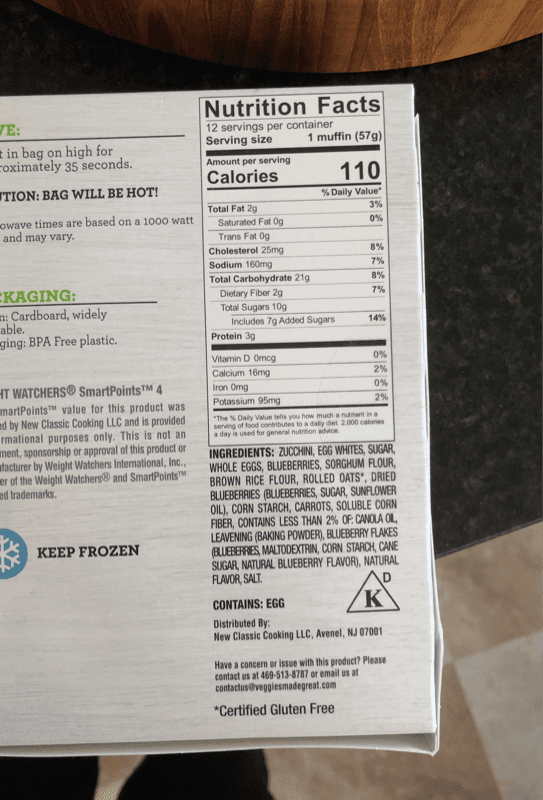 VE:
t in bag on high for
roximately 35 seconds.
UTION: BAG WILL BE HOT!
owave times are based on a 1000 watt
and may vary.
CKAGING:
n: Cardboard, widely
able.
ging: BPA Free plastic.
HT WATCHERS® SmartPoints™ 4
martPoints™ value for this product was
ed by New Classic Cooking LLC and is provided
rmational purposes only. This is not an
ment, sponsorship or approval of this product or
facturer by Weight Watchers International, Inc.,
er of the Weight Watchers® and SmartPoints™
ed trademarks.
KEEP FROZEN
Nutrition Facts
12 servings per container
Serving size 1 muffin (57g)
Amount per serving
Calories 110
% Daily Value*
Total Fat 2g 3%
Saturated Fat 0g 0%
Trans Fat 0g
Cholesterol 25mg 8%
Sodium 160mg 7%
Total Carbohydrate 21g 8%
Dietary Fiber 2g 7%
Total Sugars 10g
Includes 7g Added Sugars 14%
Protein 3g
Vitamin D 0mcg 0%
Calcium 16mg 2%
Iron 0mg 0%
Potassium 95mg 2%
*The % Daily Value tells you how much a nutrient in a
serving of food contributes to a daily diet. 2,000 calories
a day is used for general nutrition advice.
INGREDIENTS: ZUCCHINI, EGG WHITES, SUGAR,
WHOLE EGGS, BLUEBERRIES, SORGHUM FLOUR,
BROWN RICE FLOUR, ROLLED OATS*, DRIED
BLUEBERRIES (BLUEBERRIES, SUGAR, SUNFLOWER
OIL), CORN STARCH, CARROTS, SOLUBLE CORN
FIBER, CONTAINS LESS THAN 2% OF: CANOLA OIL,
LEAVENING (BAKING POWDER), BLUEBERRY FLAKES
(BLUEBERRIES, MALTODEXTRIN, CORN STARCH, CANE
SUGAR, NATURAL BLUEBERRY FLAVOR), NATURAL
FLAVOR, SALT.
CONTAINS: EGG
K D
Distributed By:
New Classic Cooking LLC, Avenel, NJ 07001
Have a concern or issue with this product? Please
contact us at 469-513-8787 or email us at
contactus@veggiesmadegreat.com
*Certified Gluten Free